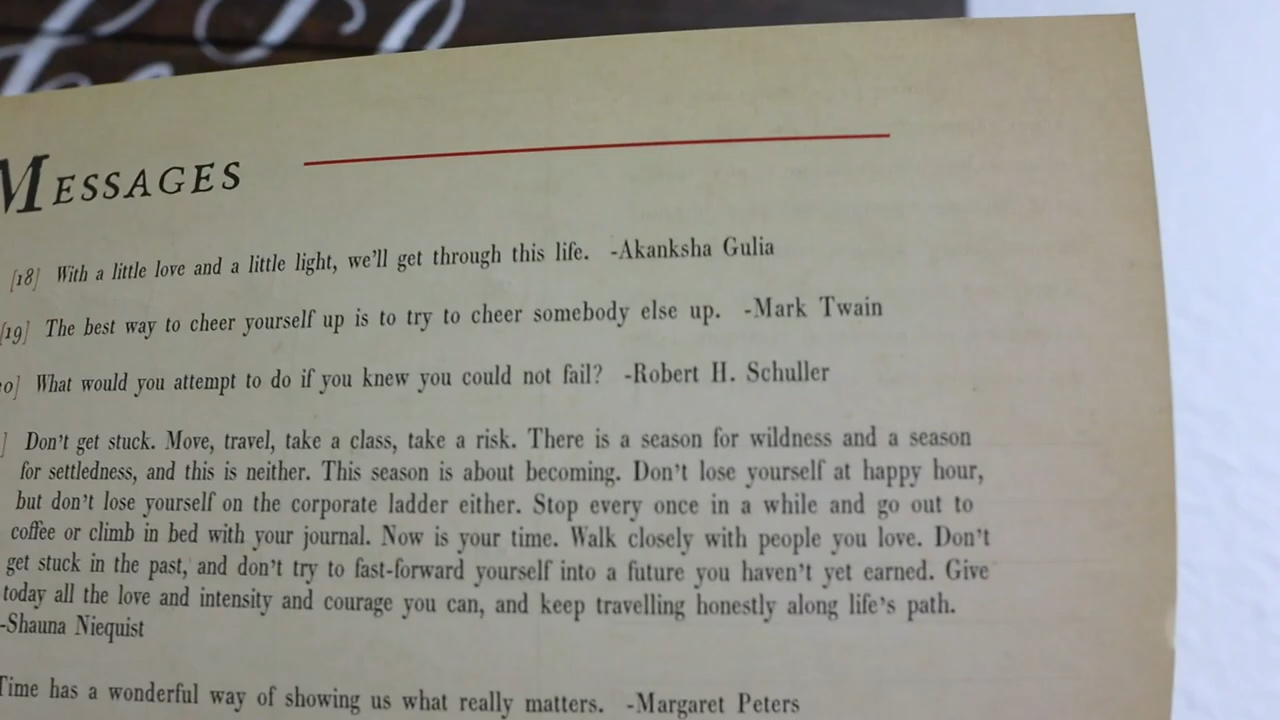 MESSAGES
[18] With a little love and a little light, we'll get through this life. -Akanksha Gulia
[19] The best way to cheer yourself up is to try to cheer somebody else up. -Mark Twain
0] What would you attempt to do if you knew you could not fail? -Robert H. Schuller
] Don't get stuck. Move, travel, take a class, take a risk. There is a season for wildness and a season
for settledness, and this is neither. This season is about becoming. Don't lose yourself at happy hour,
but don't lose yourself on the corporate ladder either. Stop every once in a while and go out to
coffee or climb in bed with your journal. Now is your time. Walk closely with people you love. Don't
get stuck in the past, and don't try to fast-forward yourself into a future you haven't yet earned. Give
today all the love and intensity and courage you can, and keep travelling honestly along life's path.
-Shauna Niequist
Time has a wonderful way of showing us what really matters. -Margaret Peters